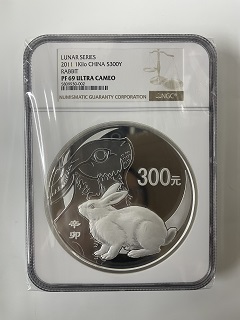 LUNAR SERIES
2011 1Kilo CHINA S300Y
RABBIT
PF 69 ULTRA CAMEO
NUMISMATIC GUARANTY CORPORATION
NGC
300元
辛
卯